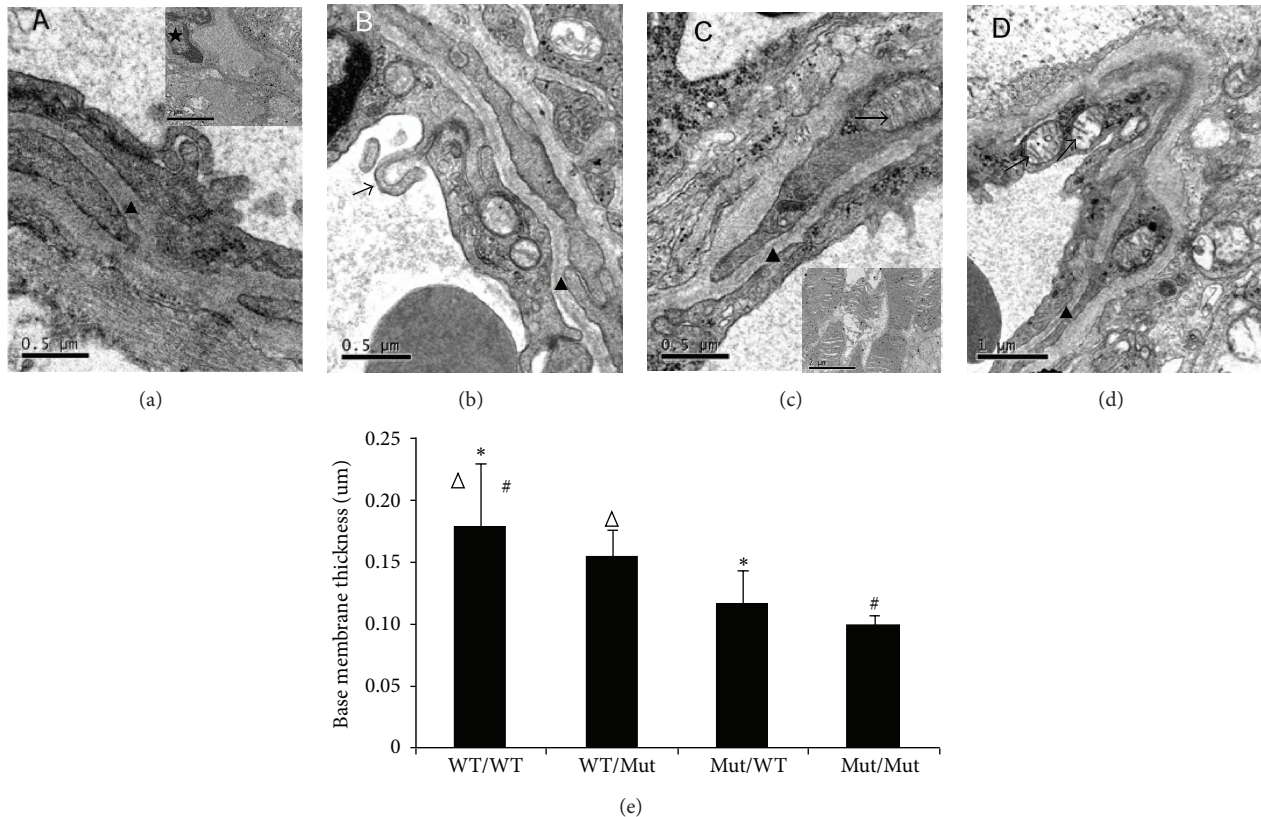 A
0.5 µm
B
0.5 µm
C
0.5 µm
D
1 µm
(a)
(b)
(c)
(d)
Base membrane thickness (um)
0.25
0.20
0.15
0.10
0.05
0
*
Δ
#
Δ
*
#
WT/WT
WT/Mut
Mut/WT
Mut/Mut
(e)